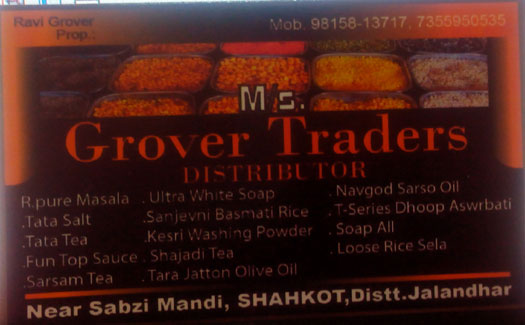 Ravi Grover
Prop.:
Mob. 98158-13717, 7355950535
M/s.
Grover Traders
DISTRIBUTOR
R.pure Masala
.Tata Salt
.Tata Tea
.Fun Top Sauce
.Sarsam Tea
. Ultra White Soap
.Sanjevni Basmati Rice
.Kesri Washing Powder
. Shajadi Tea
. Tara Jatton Olive Oil
. Navgod Sarso Oil
. T-Series Dhoop Aswrbati
. Soap All
. Loose Rice Sela
Near Sabzi Mandi, SHAHKOT,Distt.Jalandhar